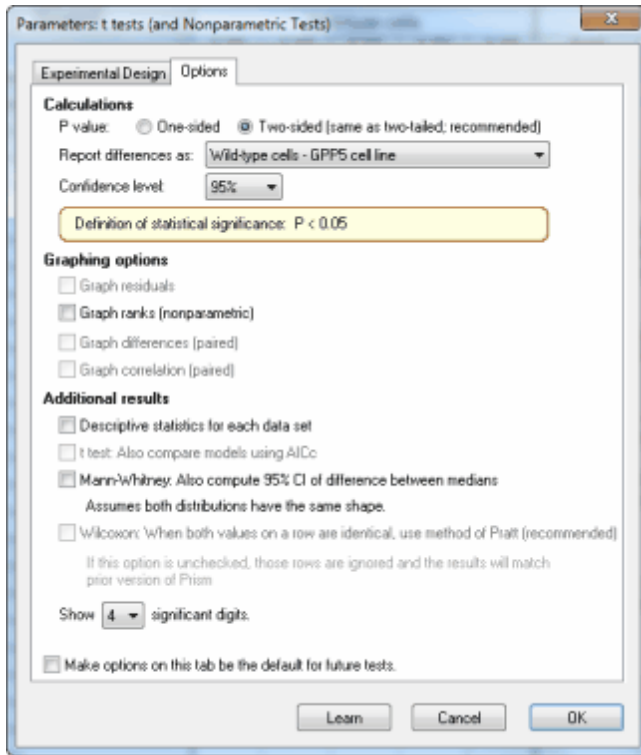 Parameters: t tests (and Nonparametric Tests)
Experimental Design
Options
Calculations
P value: One-sided Two-sided (same as two-tailed; recommended)
Report differences as: Wild-type cells - GPP5 cell line
Confidence level: 95%
Definition of statistical significance: P < 0.05
Graphing options
Graph residuals
Graph ranks (nonparametric)
Graph differences (paired)
Graph correlation (paired)
Additional results
Descriptive statistics for each data set
t test: Also compare models using AICc
Mann-Whitney: Also compute 95% CI of difference between medians
Assumes both distributions have the same shape.
Wilcoxon: When both values on a row are identical, use method of Pratt (recommended)
If this option is unchecked, those rows are ignored and the results will match
prior version of Prism
Show 4 significant digits.
Make options on this tab be the default for future tests.
Learn Cancel OK